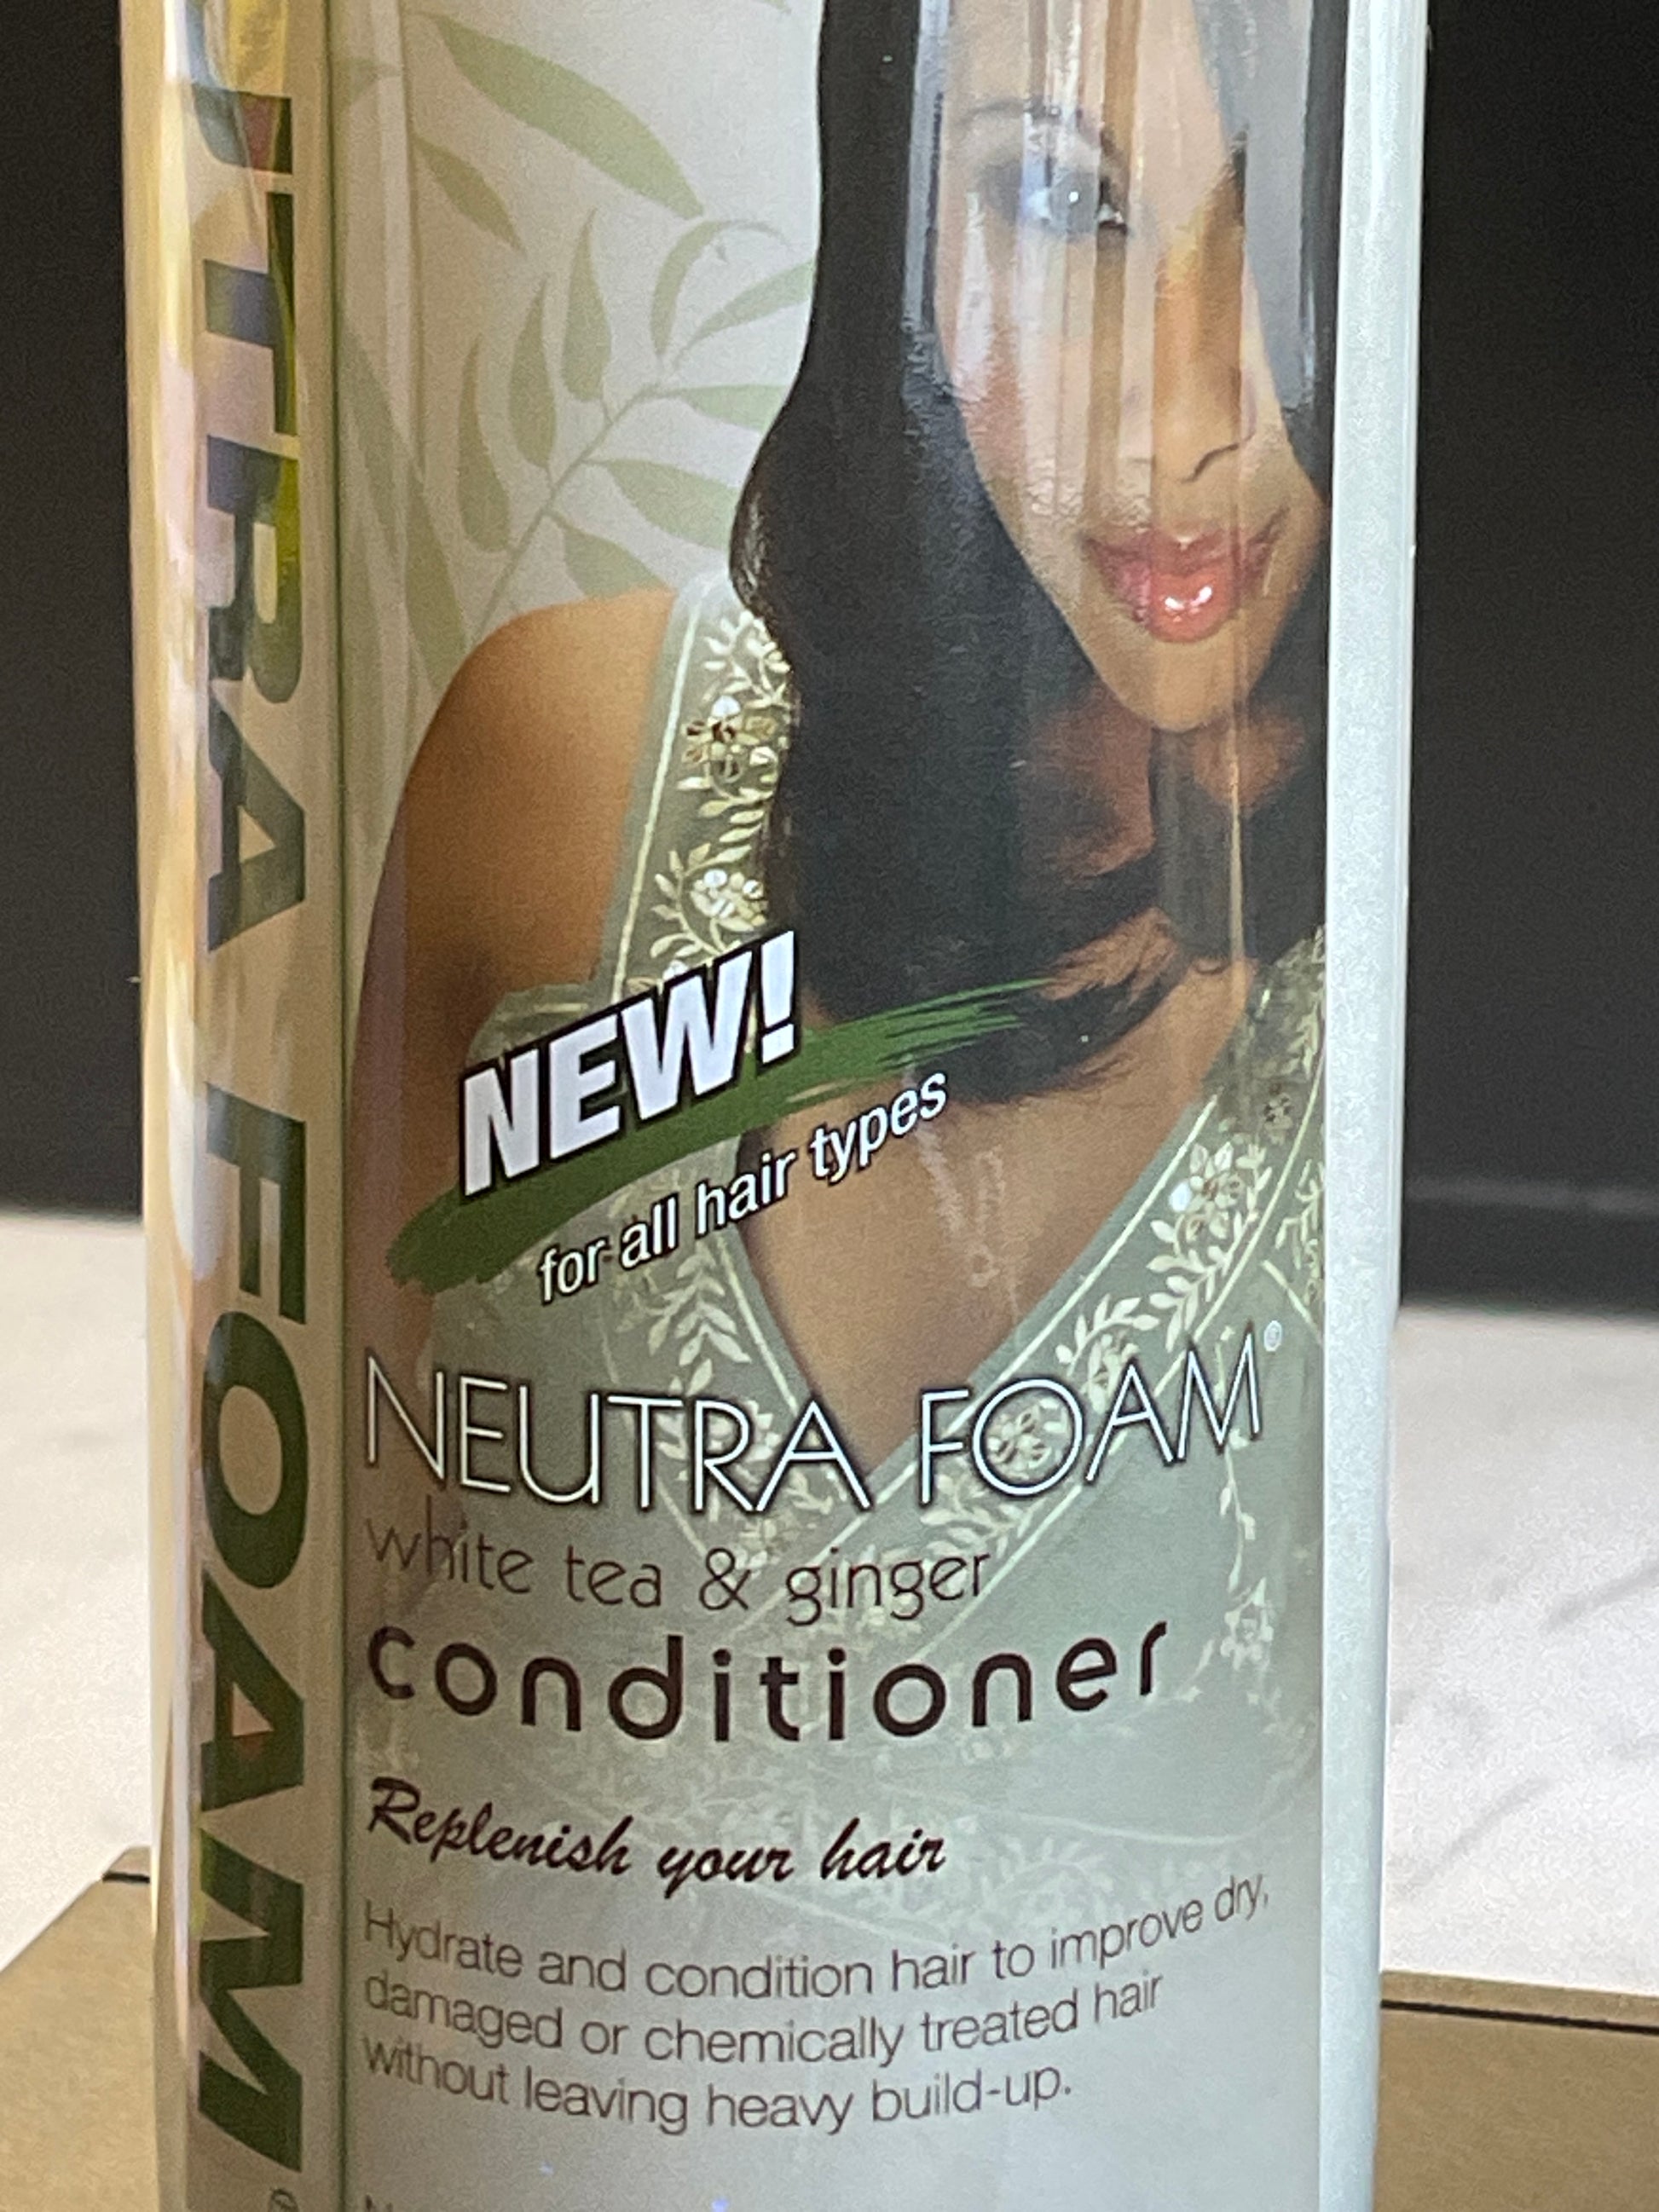 UTRA FOAM®
NEW!
for all hair types
NEUTRA FOAM®
white tea & ginger
conditioner
Replenish your hair
Hydrate and condition hair to improve dry,
damaged or chemically treated hair
without leaving heavy build-up.